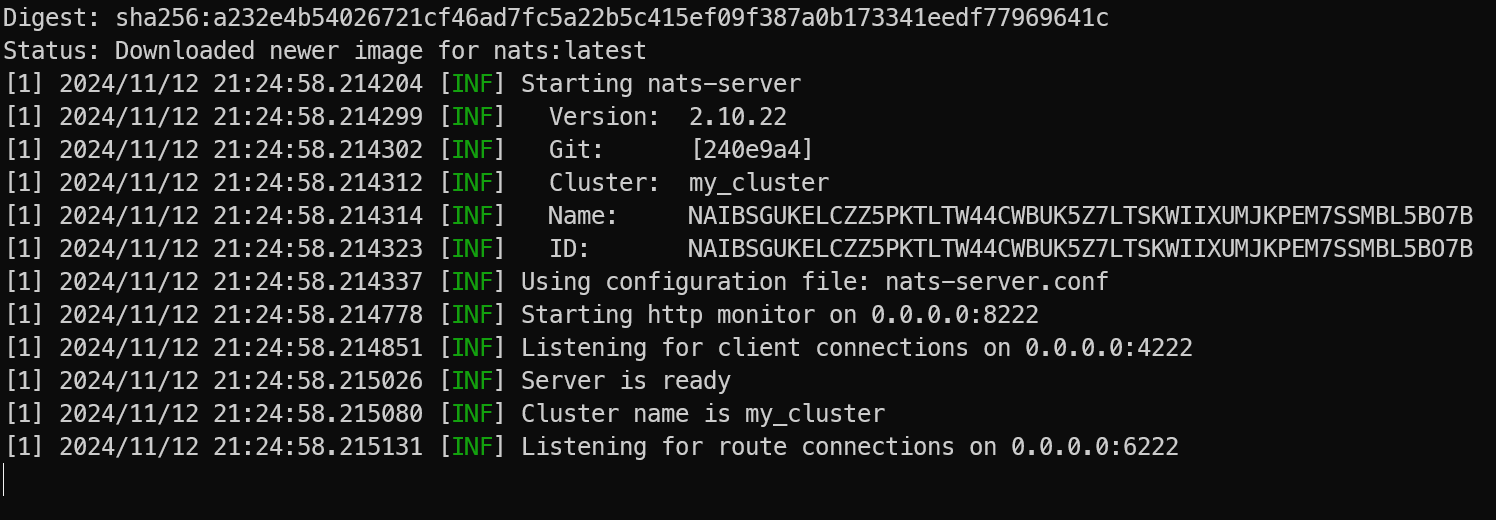 Digest: sha256:a232e4b54026721cf46ad7fc5a22b5c415ef09f387a0b173341eedf77969641c
Status: Downloaded newer image for nats:latest
[1] 2024/11/12 21:24:58.214204 [INF] Starting nats-server
[1] 2024/11/12 21:24:58.214299 [INF]   Version:  2.10.22
[1] 2024/11/12 21:24:58.214302 [INF]   Git:      [240e9a4]
[1] 2024/11/12 21:24:58.214312 [INF]   Cluster:  my_cluster
[1] 2024/11/12 21:24:58.214314 [INF]   Name:     NAIBSGUKELCZZ5PKTLTW44CWBUK5Z7LTSKWIIXUMJKPEM7SSMBL5BO7B
[1] 2024/11/12 21:24:58.214323 [INF]   ID:       NAIBSGUKELCZZ5PKTLTW44CWBUK5Z7LTSKWIIXUMJKPEM7SSMBL5BO7B
[1] 2024/11/12 21:24:58.214337 [INF] Using configuration file: nats-server.conf
[1] 2024/11/12 21:24:58.214778 [INF] Starting http monitor on 0.0.0.0:8222
[1] 2024/11/12 21:24:58.214851 [INF] Listening for client connections on 0.0.0.0:4222
[1] 2024/11/12 21:24:58.215026 [INF] Server is ready
[1] 2024/11/12 21:24:58.215080 [INF] Cluster name is my_cluster
[1] 2024/11/12 21:24:58.215131 [INF] Listening for route connections on 0.0.0.0:6222